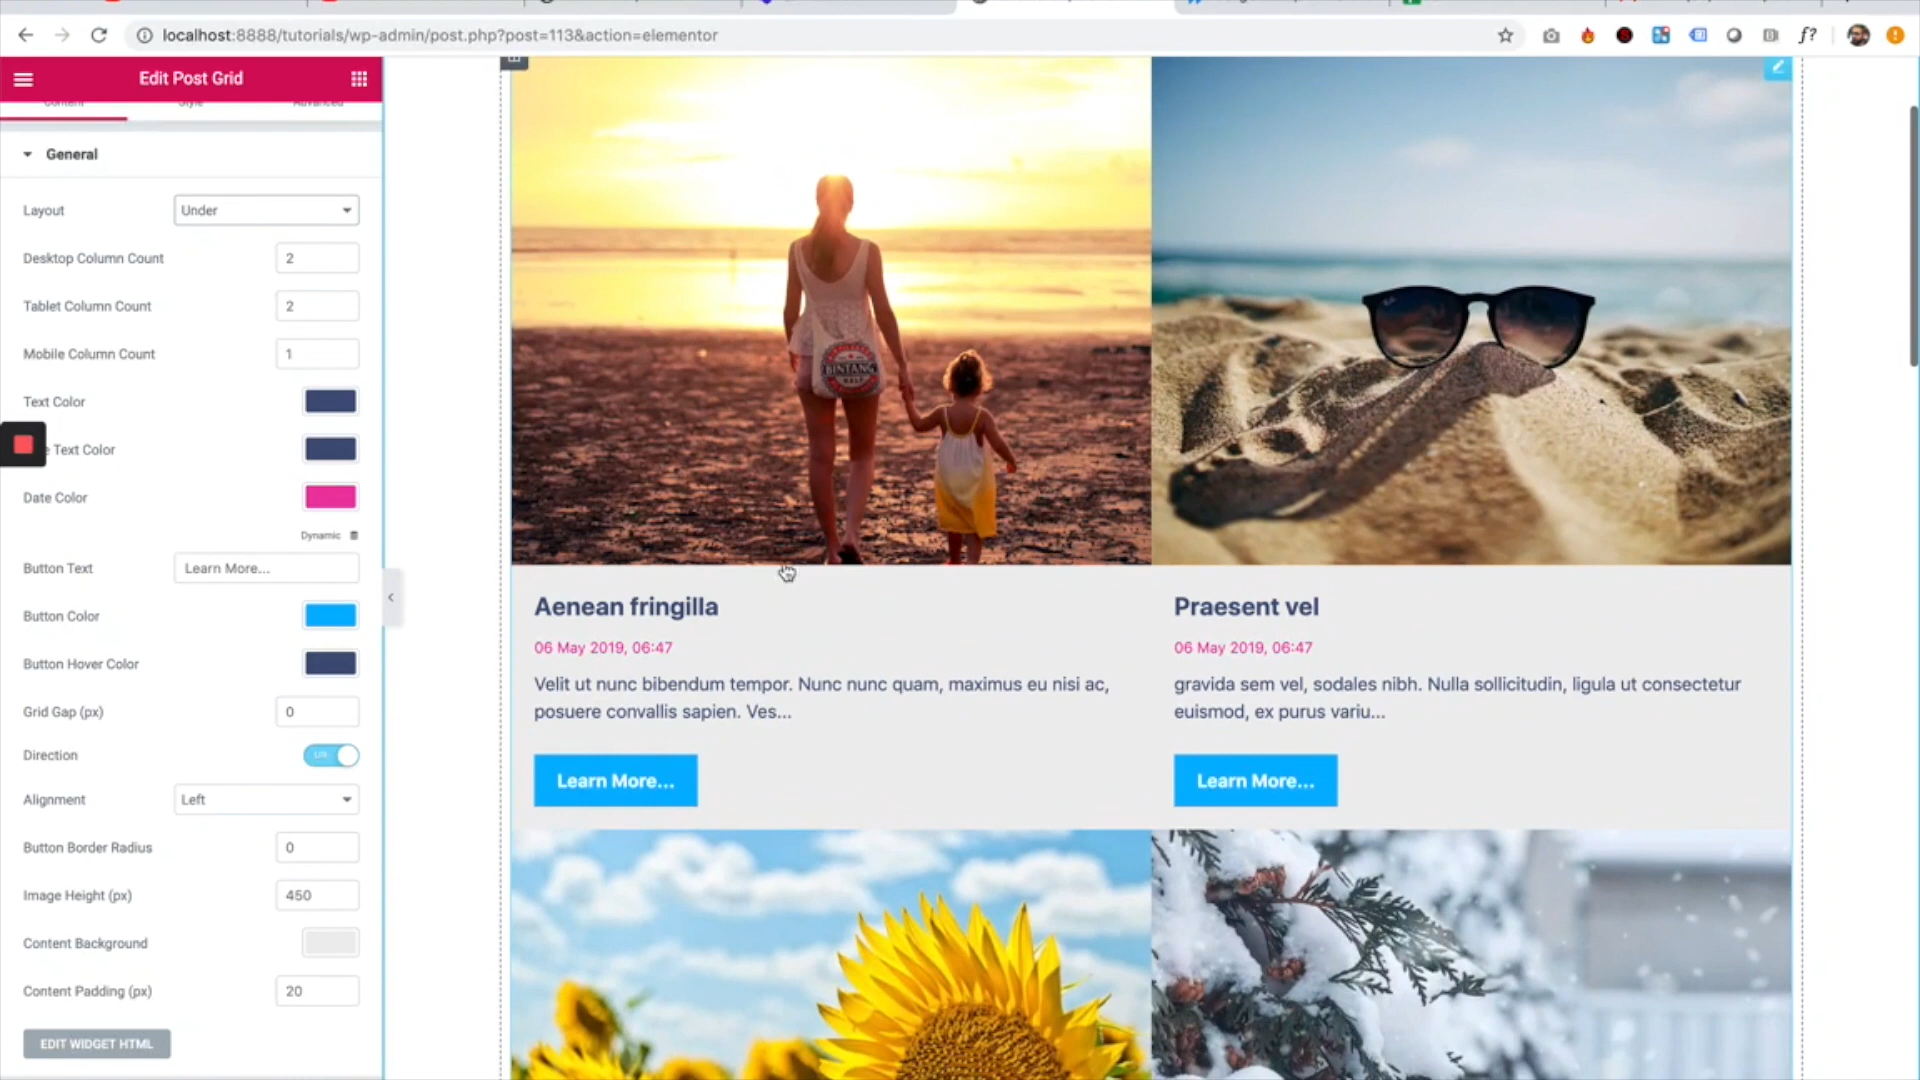 localhost:8888/tutorials/wp-admin/post.php?post=113&action=elementor
f?
Edit Post Grid
Content Style Advanced
General
Layout Under
Desktop Column Count 2
Tablet Column Count 2
Mobile Column Count 1
Text Color
Text Color
Date Color
Dynamic
Button Text Learn More...
Button Color
Button Hover Color
Grid Gap (px) 0
Direction
Alignment Left
Button Border Radius 0
Image Height (px) 450
Content Background
Content Padding (px) 20
EDIT WIDGET HTML
BINTANG
Aenean fringilla
06 May 2019, 06:47
Velit ut nunc bibendum tempor. Nunc nunc quam, maximus eu nisi ac,
posuere convallis sapien. Ves...
Learn More...
Praesent vel
06 May 2019, 06:47
gravida sem vel, sodales nibh. Nulla sollicitudin, ligula ut consectetur
euismod, ex purus variu...
Learn More...